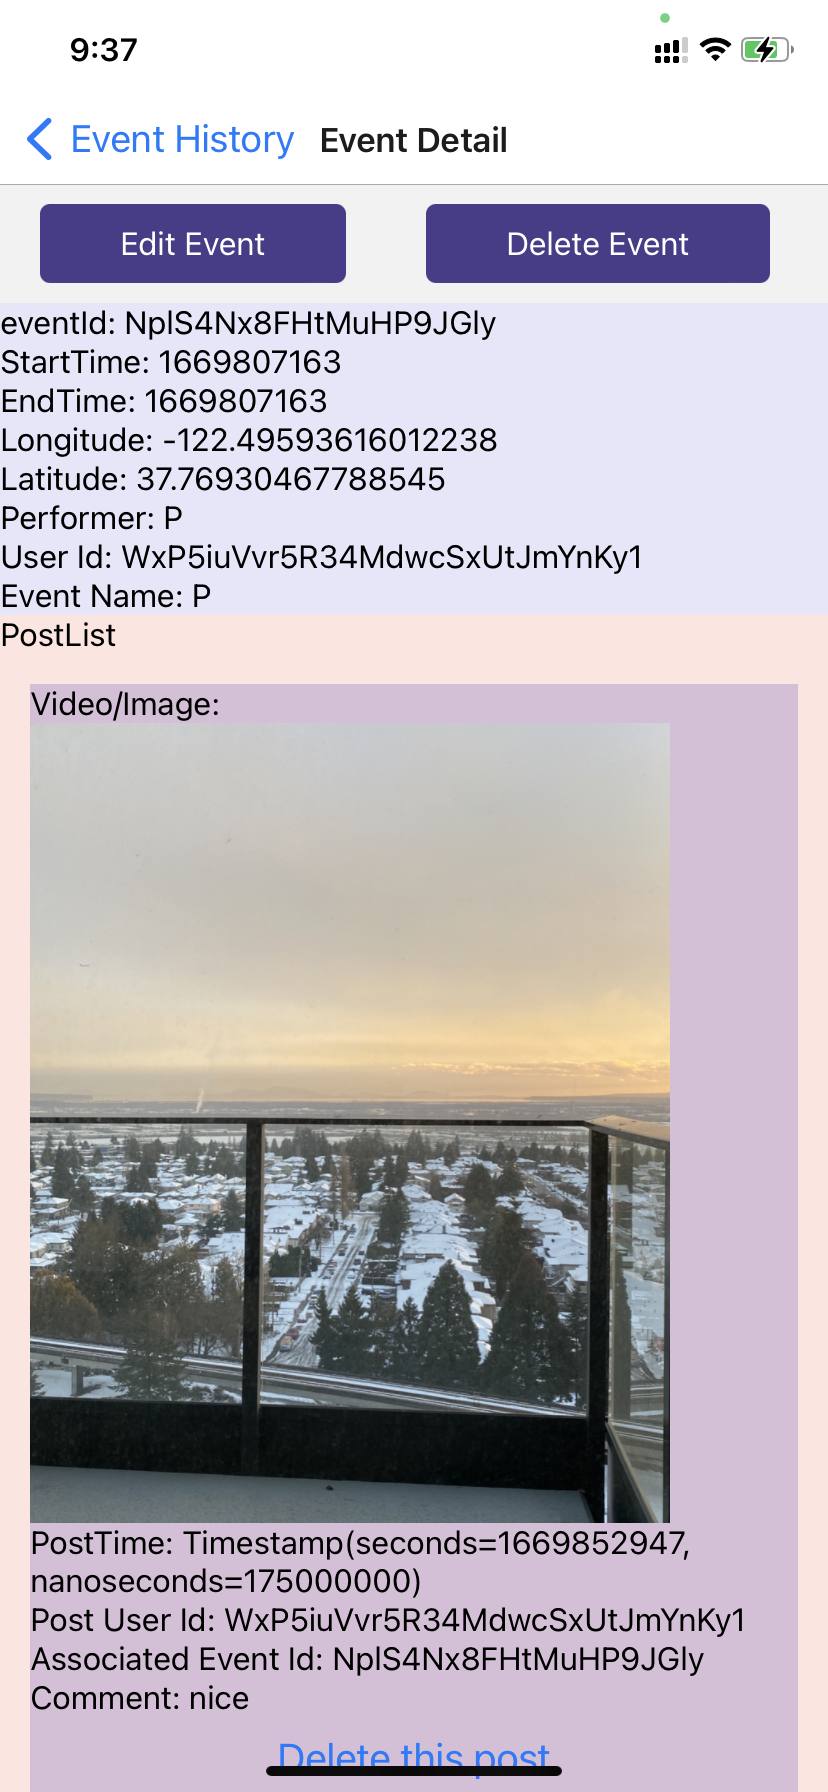 9:37
Event History Event Detail
Edit Event Delete Event
eventId: NplS4Nx8FHtMuHP9JGly
StartTime: 1669807163
EndTime: 1669807163
Longitude: -122.49593616012238
Latitude: 37.76930467788545
Performer: P
User Id: WxP5iuVvr5R34MdwcSxUtJmYnKy1
Event Name: P
PostList
Video/Image:
PostTime: Timestamp(seconds=1669852947,
nanoseconds=175000000)
Post User Id: WxP5iuVvr5R34MdwcSxUtJmYnKy1
Associated Event Id: NplS4Nx8FHtMuHP9JGly
Comment: nice
Delete this post